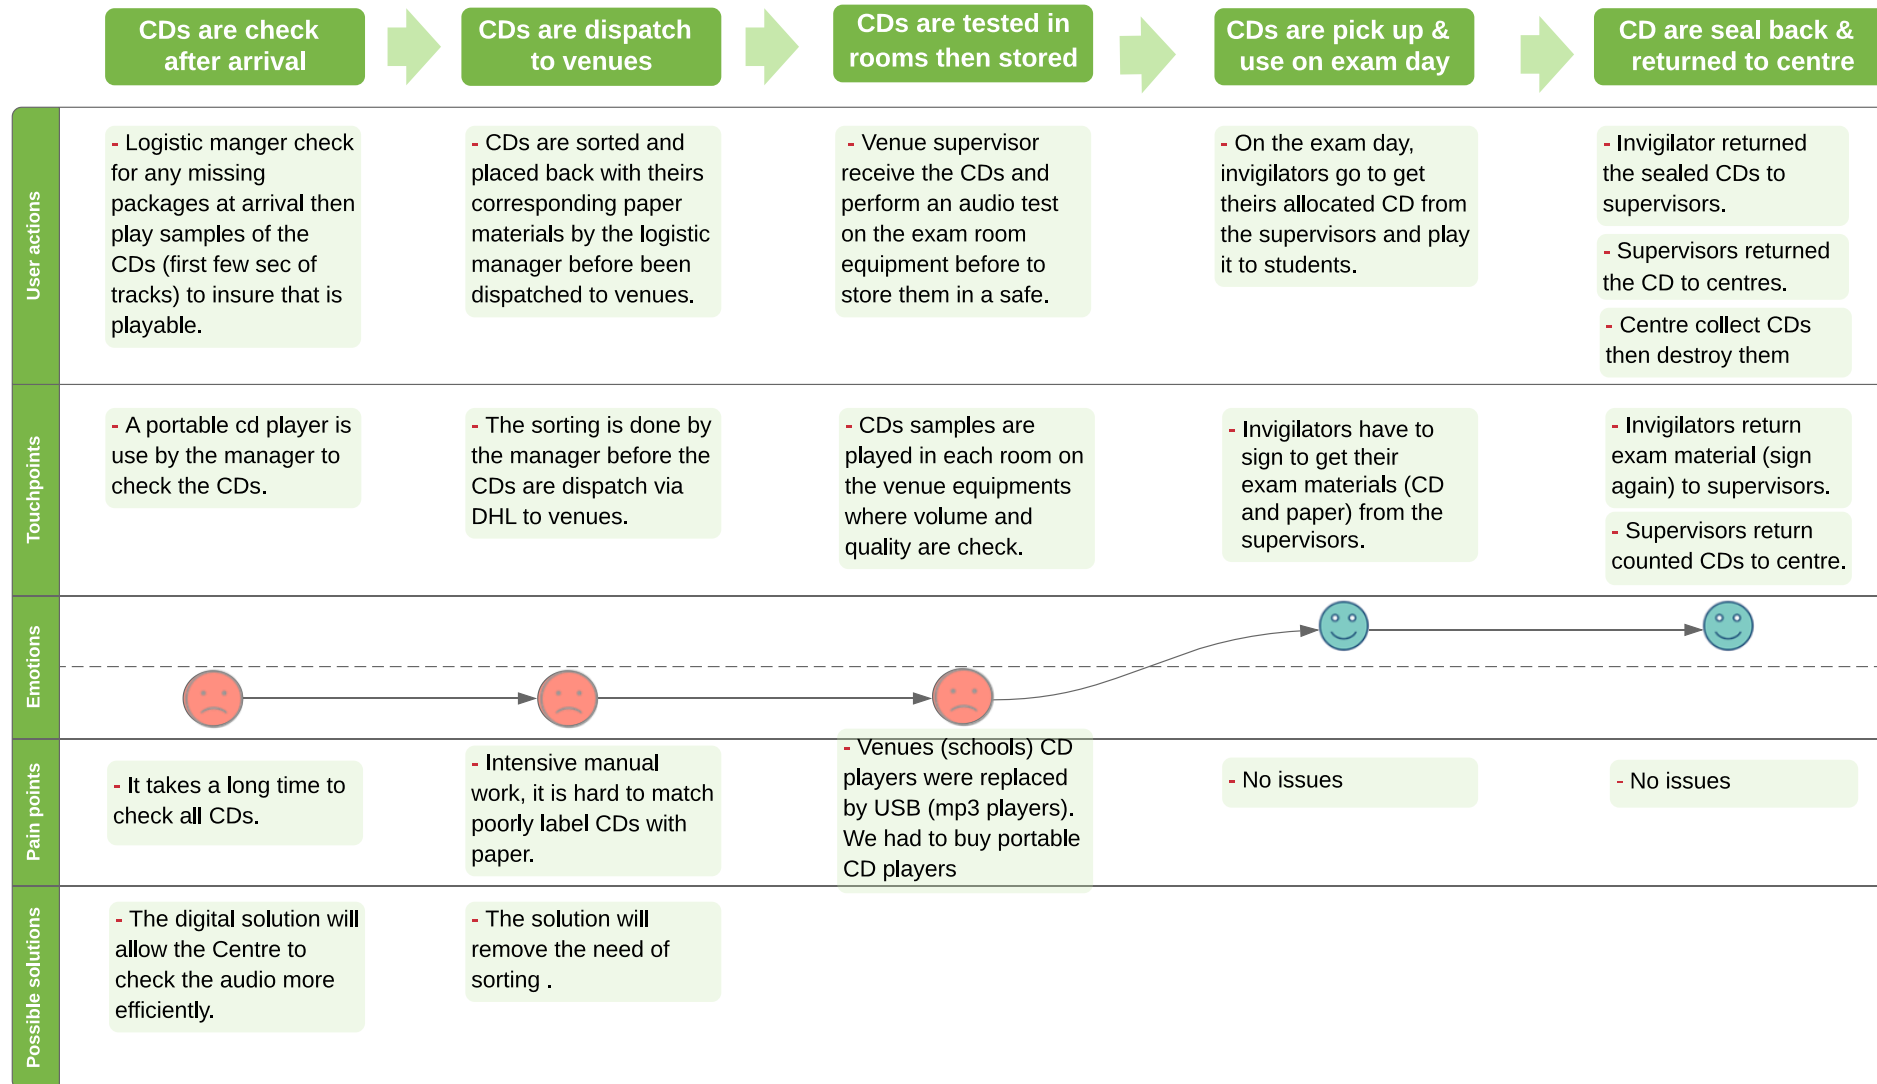 CDs are check
after arrival
CDs are dispatch
to venues
CDs are tested in
rooms then stored
CDs are pick up &
use on exam day
CD are seal back &
returned to centre
User actions
- Logistic manger check
for any missing
packages at arrival then
play samples of the
CDs (first few sec of
tracks) to insure that is
playable.
- CDs are sorted and
placed back with theirs
corresponding paper
materials by the logistic
manager before been
dispatched to venues.
- Venue supervisor
receive the CDs and
perform an audio test
on the exam room
equipment before to
store them in a safe.
- On the exam day,
invigilators go to get
theirs allocated CD from
the supervisors and play
it to students.
- Invigilator returned
the sealed CDs to
supervisors.
- Supervisors returned
the CD to centres.
- Centre collect CDs
then destroy them
Touchpoints
- A portable cd player is
use by the manager to
check the CDs.
- The sorting is done by
the manager before the
CDs are dispatch via
DHL to venues.
- CDs samples are
played in each room on
the venue equipments
where volume and
quality are check.
- Invigilators have to
sign to get their
exam materials (CD
and paper) from the
supervisors.
- Invigilators return
exam material (sign
again) to supervisors.
- Supervisors return
counted CDs to centre.
Emotions
Pain points
- It takes a long time to
check all CDs.
- Intensive manual
work, it is hard to match
poorly label CDs with
paper.
- Venues (schools) CD
players were replaced
by USB (mp3 players).
We had to buy portable
CD players
- No issues
- No issues
Possible solutions
- The digital solution will
allow the Centre to
check the audio more
efficiently.
- The solution will
remove the need of
sorting .